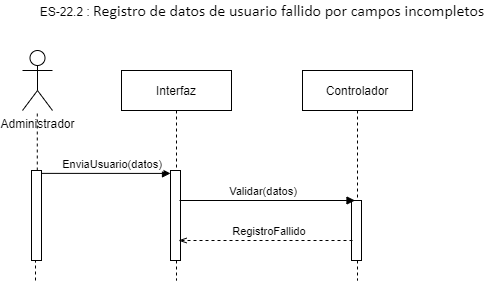 ES-22.2 : Registro de datos de usuario fallido por campos incompletos
Interfaz
Controlador
Administrador
EnviaUsuario(datos)
Validar(datos)
RegistroFallido